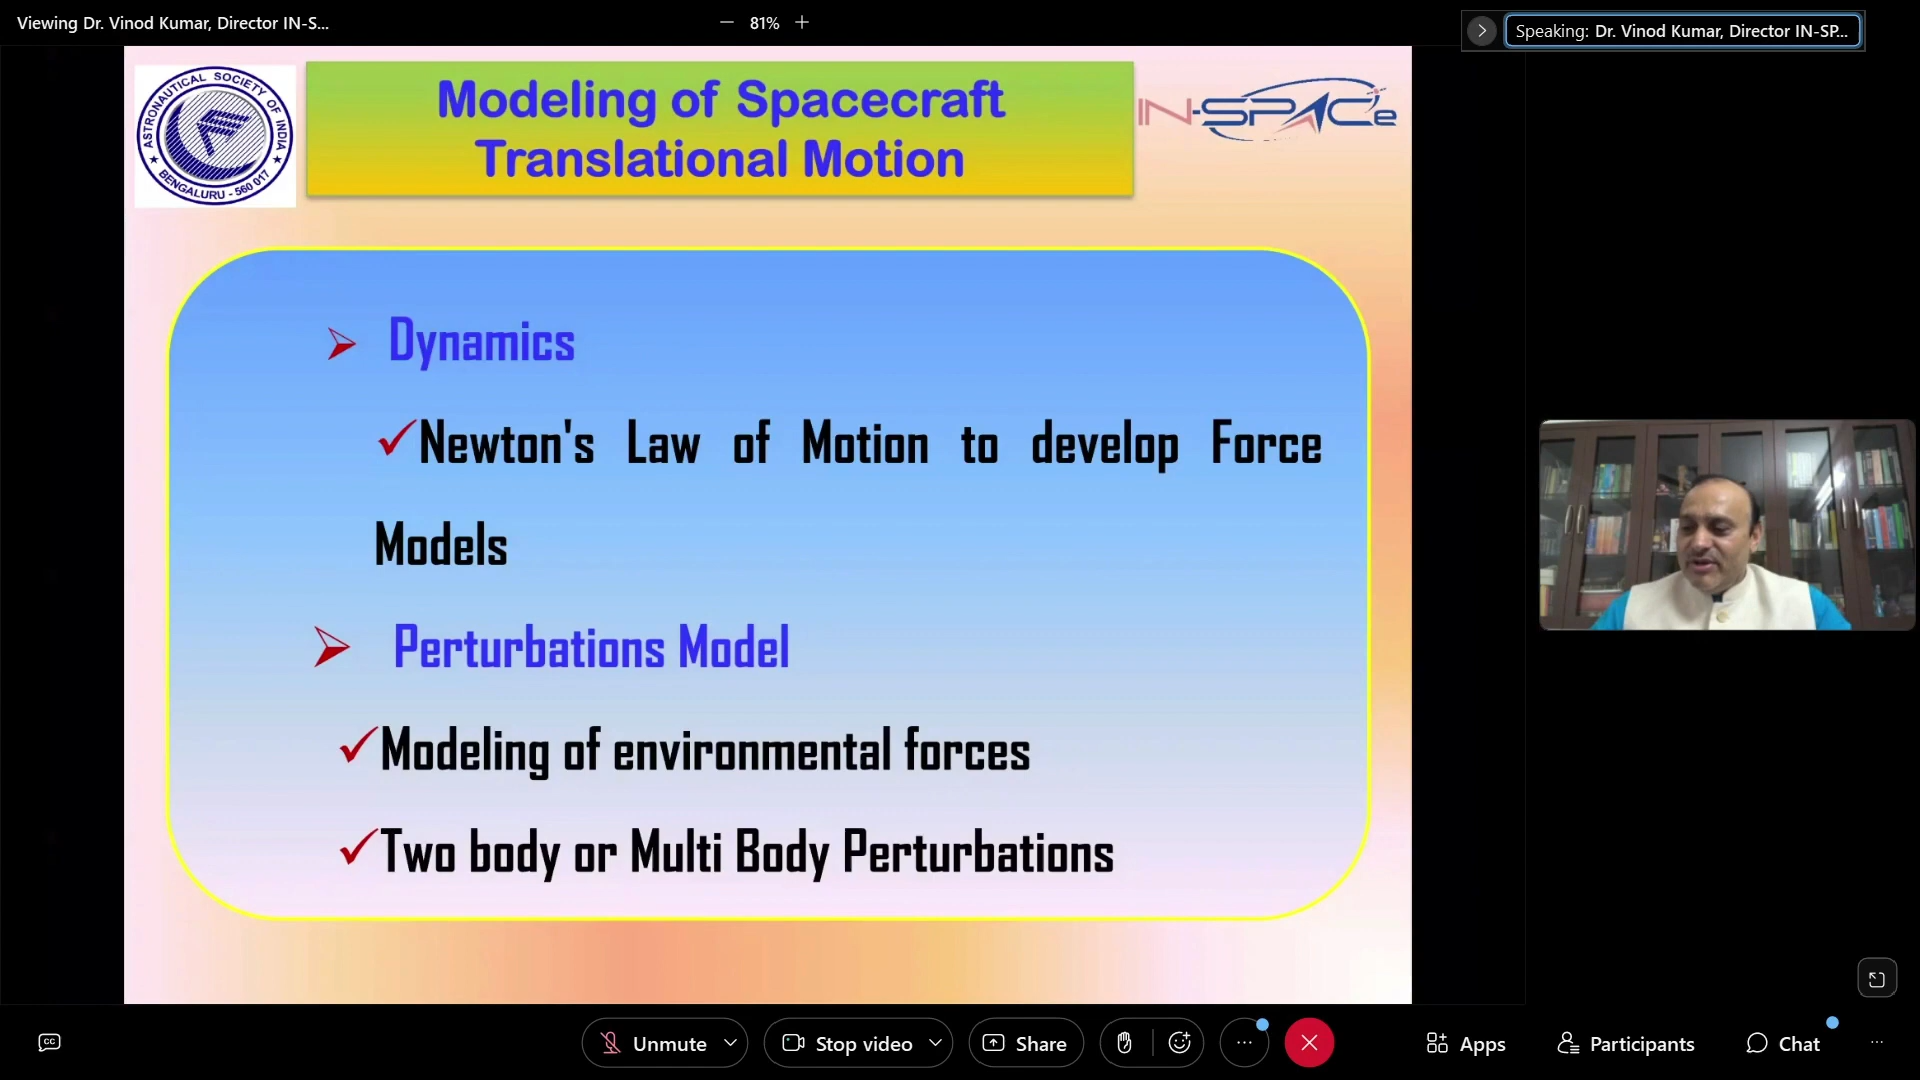 Viewing Dr. Vinod Kumar, Director IN-S...
81%
Speaking: Dr. Vinod Kumar, Director IN-SP...
ASTRONAUTICAL SOCIETY OF INDIA
BENGALURU - 560 017
Modeling of Spacecraft
Translational Motion
IN-SPACe
Dynamics
Newton's Law of Motion to develop Force
Models
Perturbations Model
Modeling of environmental forces
Two body or Multi Body Perturbations
CC
Unmute
Stop video
Share
Apps
Participants
Chat